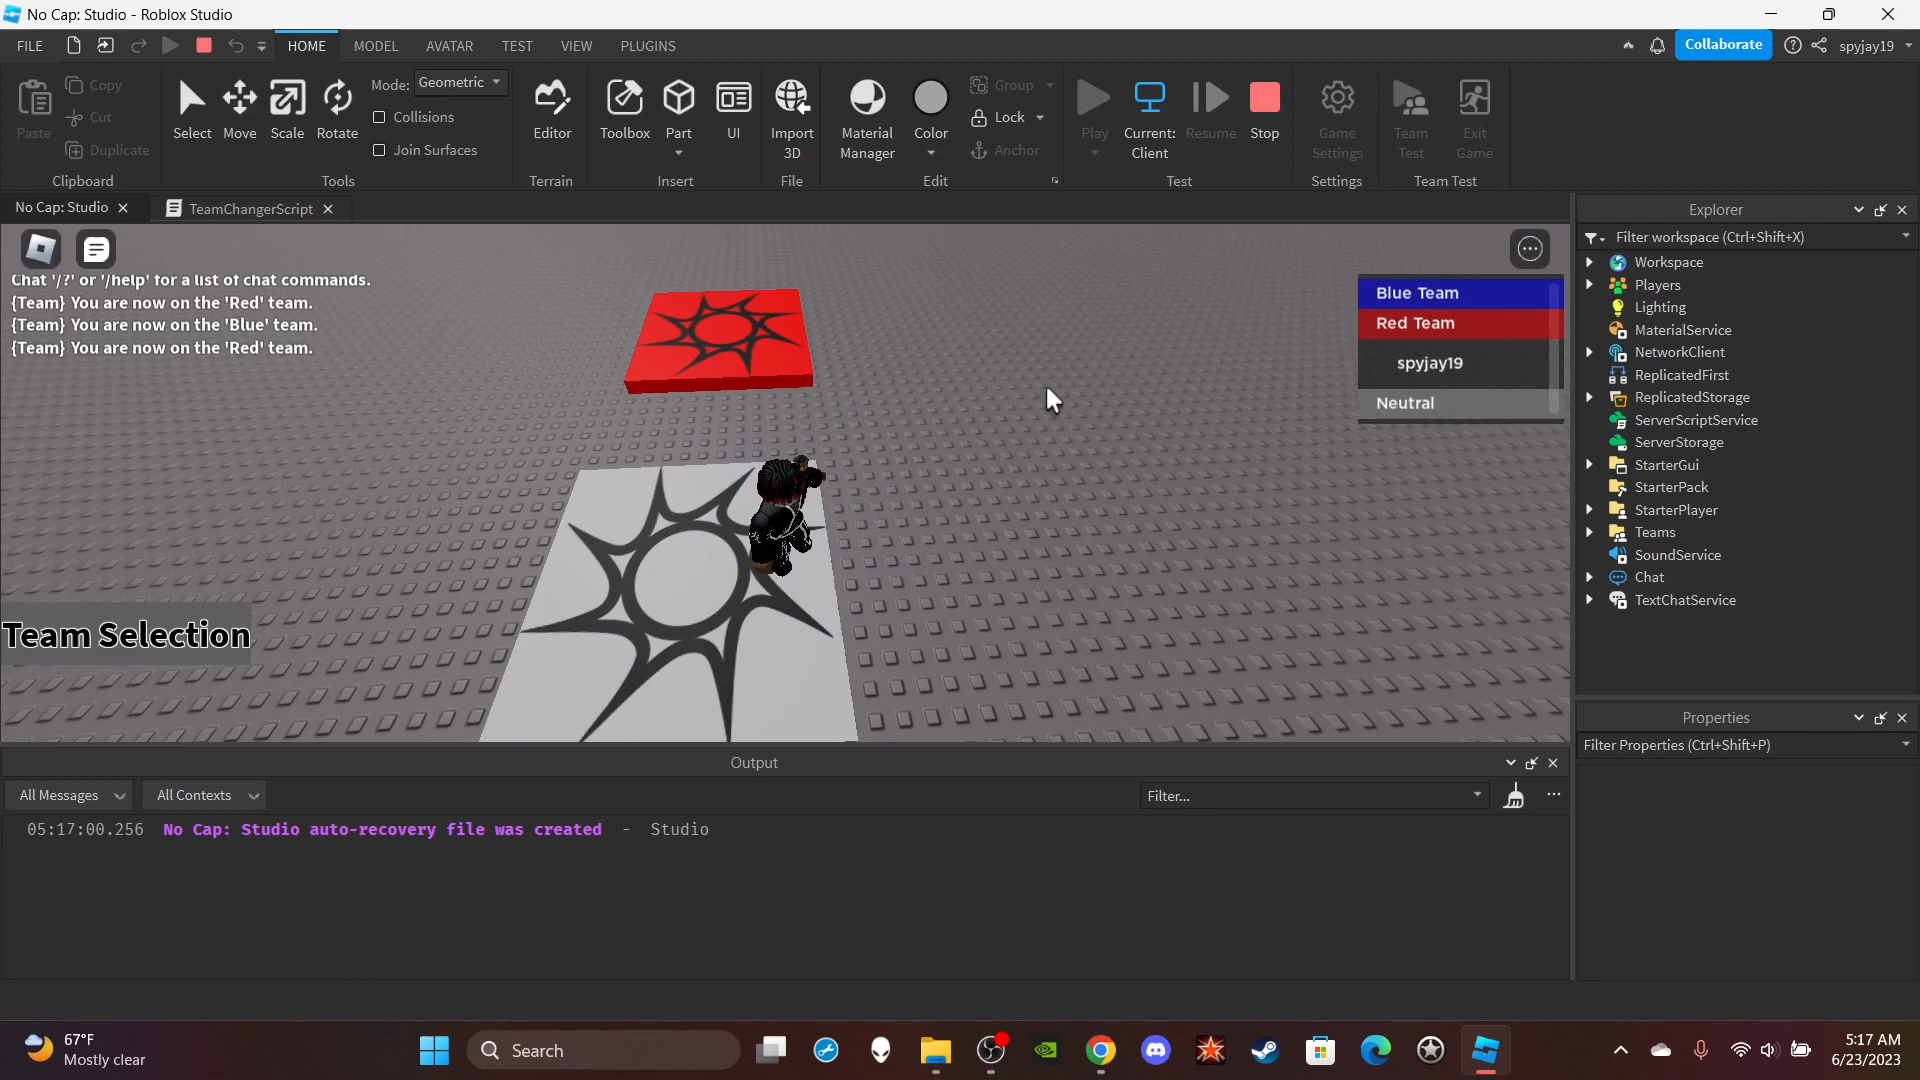 No Cap: Studio - Roblox Studio
FILE HOME MODEL AVATAR TEST VIEW PLUGINS Collaborate spyjay19
Paste Copy Cut Duplicate
Clipboard
Select Move Scale Rotate
Mode: Geometric
Collisions
Join Surfaces
Tools
Editor
Terrain
Toolbox Part UI
Insert
Import 3D
File
Material Manager Color
Group
Lock
Anchor
Edit
Play Current: Client Resume Stop
Test
Game Settings
Settings
Team Test Exit Game
Team Test
No Cap: Studio TeamChangerScript
Chat '/?' or '/help' for a list of chat commands.
{Team} You are now on the 'Red' team.
{Team} You are now on the 'Blue' team.
{Team} You are now on the 'Red' team.
Blue Team
Red Team
spyjay19
Neutral
Team Selection
Explorer
Filter workspace (Ctrl+Shift+X)
Workspace
Players
Lighting
MaterialService
NetworkClient
ReplicatedFirst
ReplicatedStorage
ServerScriptService
ServerStorage
StarterGui
StarterPack
StarterPlayer
Teams
SoundService
Chat
TextChatService
Properties
Filter Properties (Ctrl+Shift+P)
Output
All Messages All Contexts Filter...
05:17:00.256 No Cap: Studio auto-recovery file was created - Studio
67°F
Mostly clear
Search
5:17 AM
6/23/2023